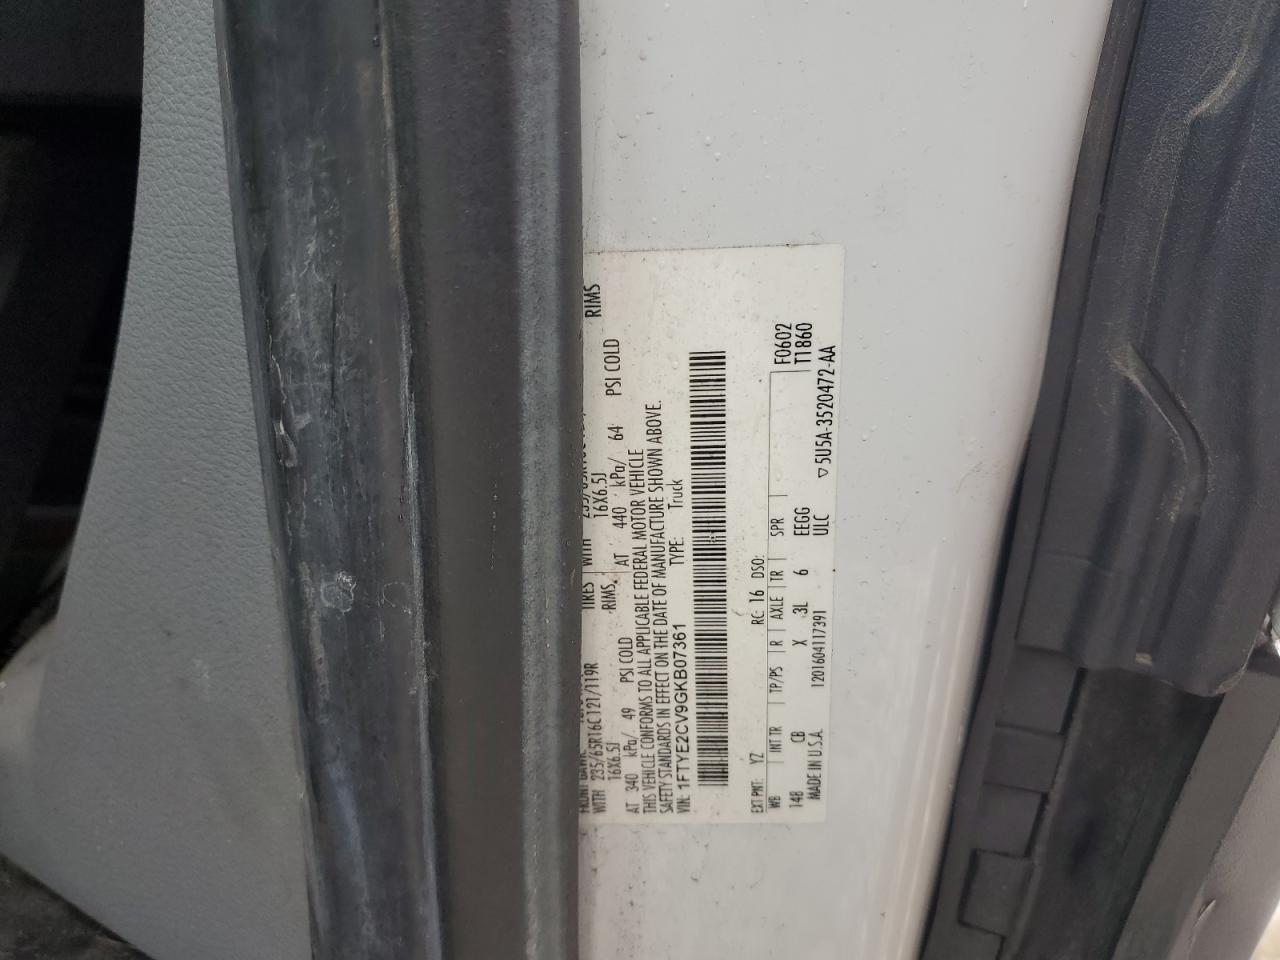 TIRES WITH
WITH 235/65R16C121/119R RIMS
16X6.5J RIMS. 16X6.5J
AT 340 kPa/ 49 PSI COLD AT 440 kPa/ 64 PSI COLD
THIS VEHICLE CONFORMS TO ALL APPLICABLE FEDERAL MOTOR VEHICLE
SAFETY STANDARDS IN EFFECT ON THE DATE OF MANUFACTURE SHOWN ABOVE.
VIN: 1FTYE2CV9GKB07361 TYPE: Truck
EXT PNT: YZ RC: 16 DSO:
WB INT TR TP/PS R AXLE TR SPR F0602
148 CB X 3L 6 EEGG T1860
MADE IN U.S.A. 1201604117391 ULC ▽5U5A-3520472-AA